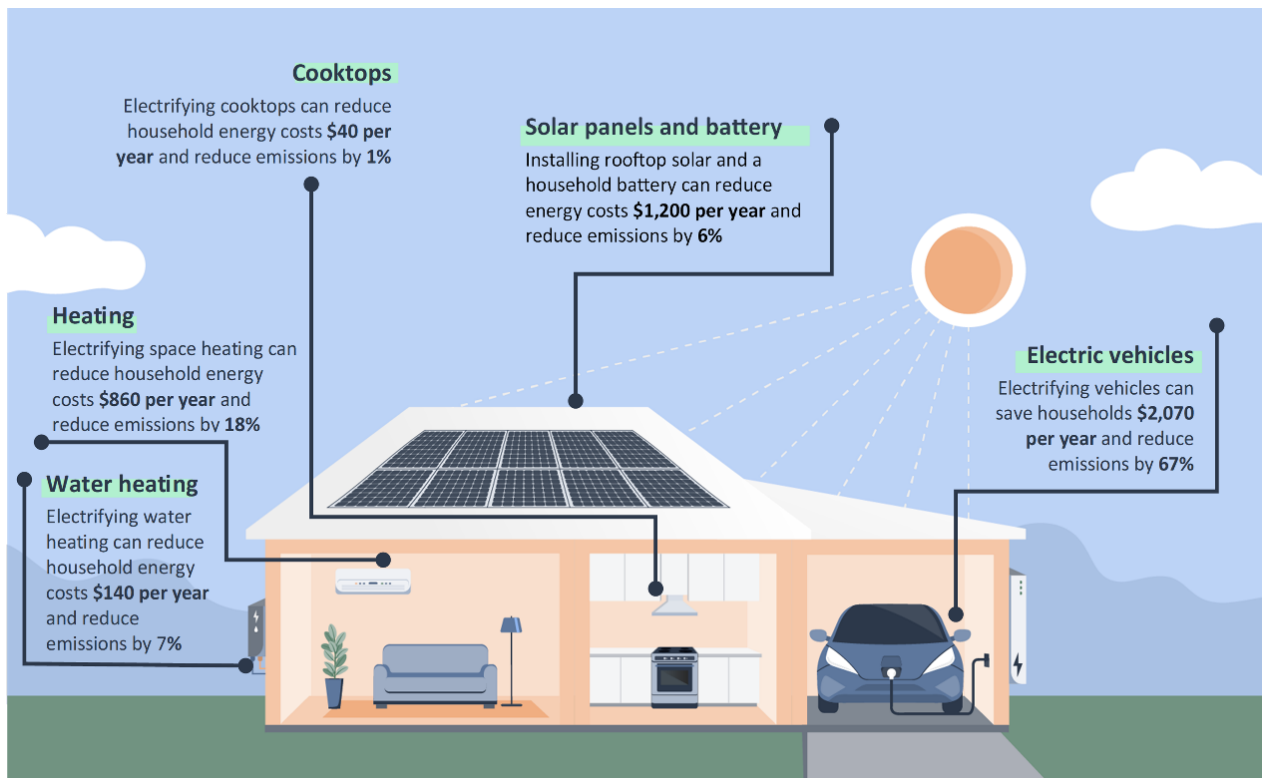 Cooktops
Electrifying cooktops can reduce
household energy costs $40 per
year and reduce emissions by 1%
Solar panels and battery
Installing rooftop solar and a
household battery can reduce
energy costs $1,200 per year and
reduce emissions by 6%
Heating
Electrifying space heating can
reduce household energy
costs $860 per year and
reduce emissions by 18%
Electric vehicles
Electrifying vehicles can
save households $2,070
per year and reduce
emissions by 67%
Water heating
Electrifying water
heating can reduce
household energy
costs $140 per year
and reduce
emissions by 7%